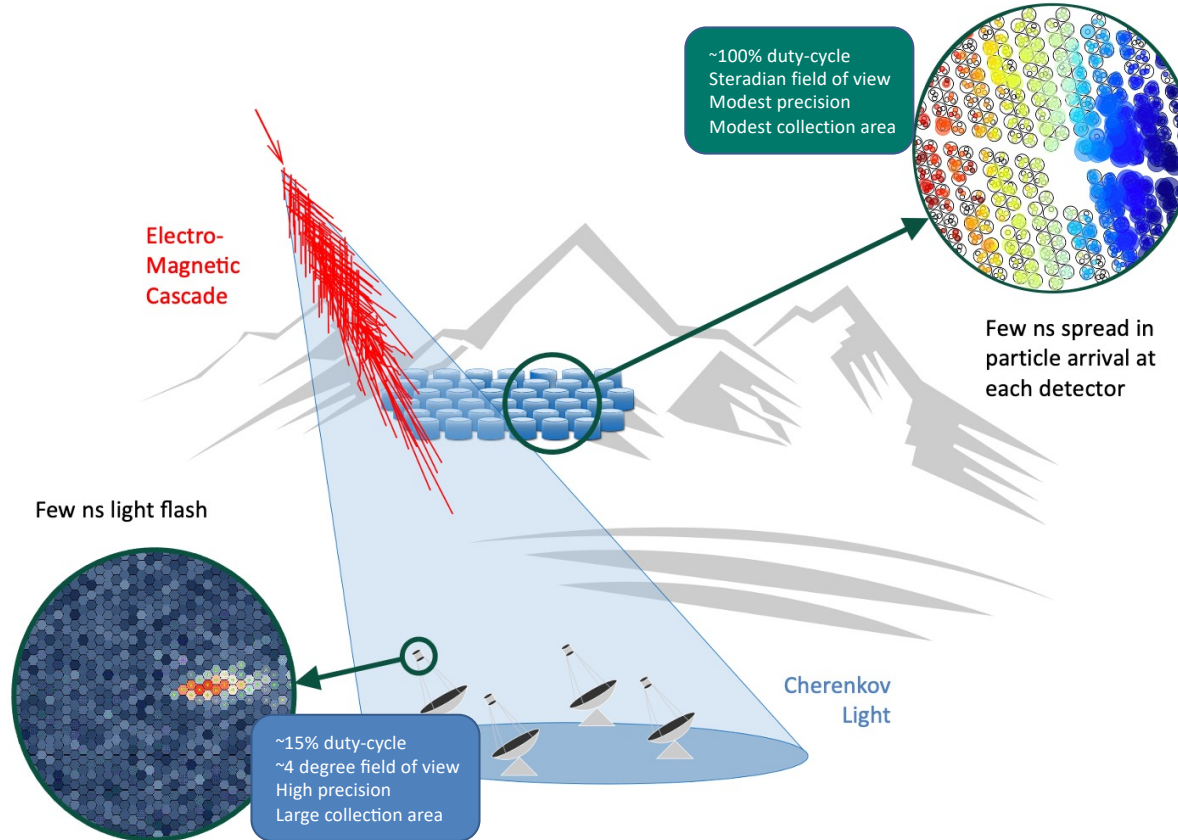 ~100% duty-cycle
Steradian field of view
Modest precision
Modest collection area
Electro-
Magnetic
Cascade
Few ns spread in
particle arrival at
each detector
Few ns light flash
Cherenkov
Light
~15% duty-cycle
~4 degree field of view
High precision
Large collection area